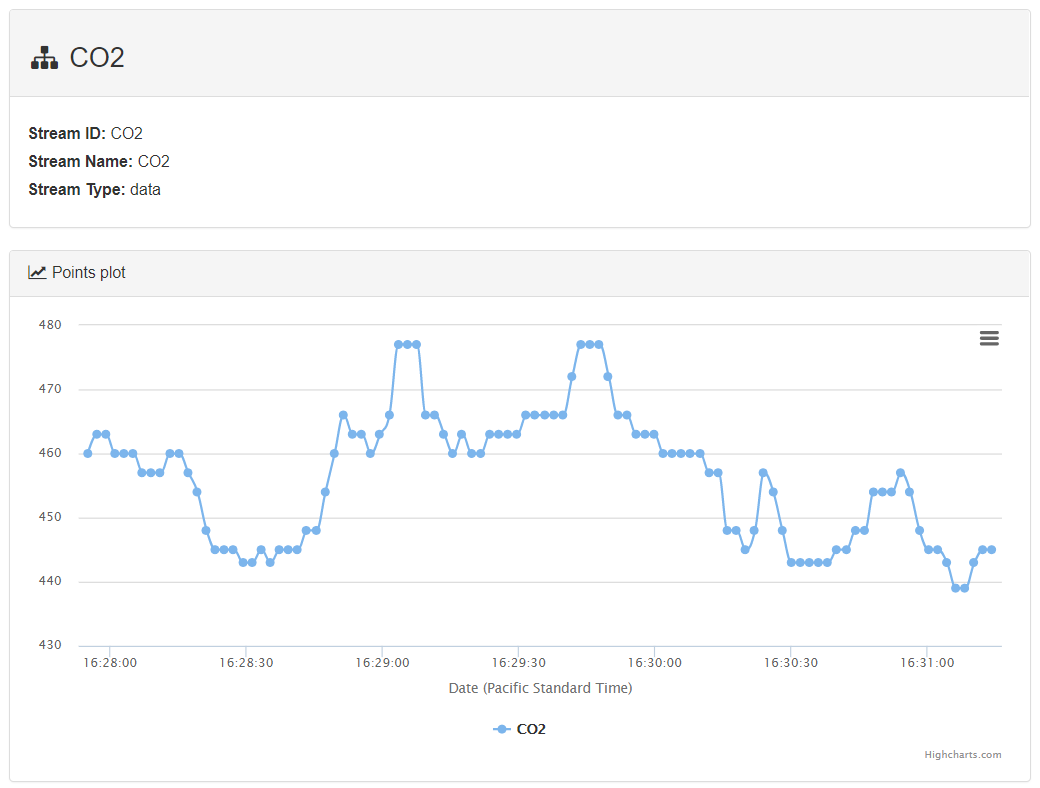 CO2
Stream ID: CO2
Stream Name: CO2
Stream Type: data
Points plot
480
470
460
450
440
430
16:28:00 16:28:30 16:29:00 16:29:30 16:30:00 16:30:30 16:31:00
Date (Pacific Standard Time)
CO2
Highcharts.com